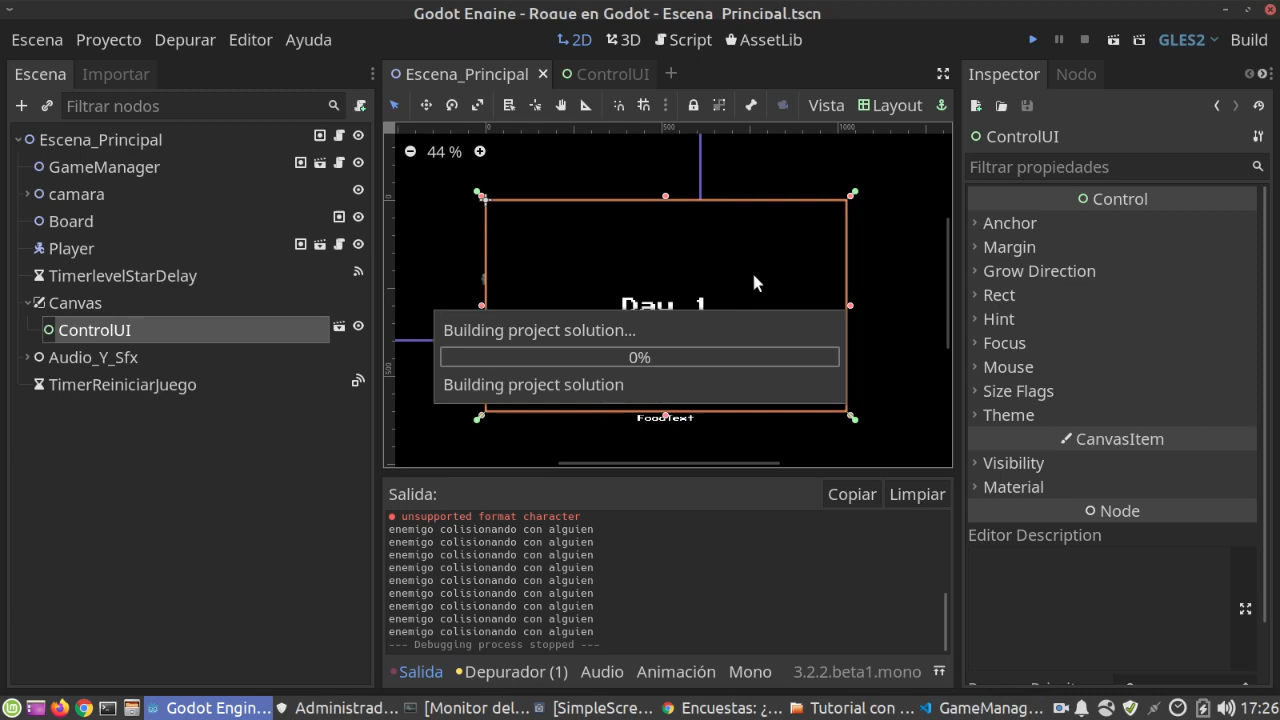 Godot Engine - Rogue en Godot - Escena_Principal.tscn
Escena Proyecto Depurar Editor Ayuda
2D 3D Script AssetLib
GLES2 Build
Escena Importar
Filtrar nodos
Escena_Principal
GameManager
camara
Board
Player
TimerlevelStarDelay
Canvas
ControlUI
Audio_Y_Sfx
TimerReiniciarJuego
Escena_Principal ControlUI
Vista Layout
0 500 1000
0
500
44 %
Day 1
Building project solution...
0%
Building project solution
FoodText
Salida: Copiar Limpiar
unsupported format character
enemigo colisionando con alguien
enemigo colisionando con alguien
enemigo colisionando con alguien
enemigo colisionando con alguien
enemigo colisionando con alguien
enemigo colisionando con alguien
enemigo colisionando con alguien
enemigo colisionando con alguien
enemigo colisionando con alguien
--- Debugging process stopped ---
Salida Depurador (1) Audio Animación Mono 3.2.2.beta1.mono
Inspector Nodo
ControlUI
Filtrar propiedades
Control
Anchor
Margin
Grow Direction
Rect
Hint
Focus
Mouse
Size Flags
Theme
CanvasItem
Visibility
Material
Node
Editor Description
Godot Engin... Administrad... [Monitor del... [SimpleScre... Encuestas: ¿... Tutorial con ... GameManag... 17:26